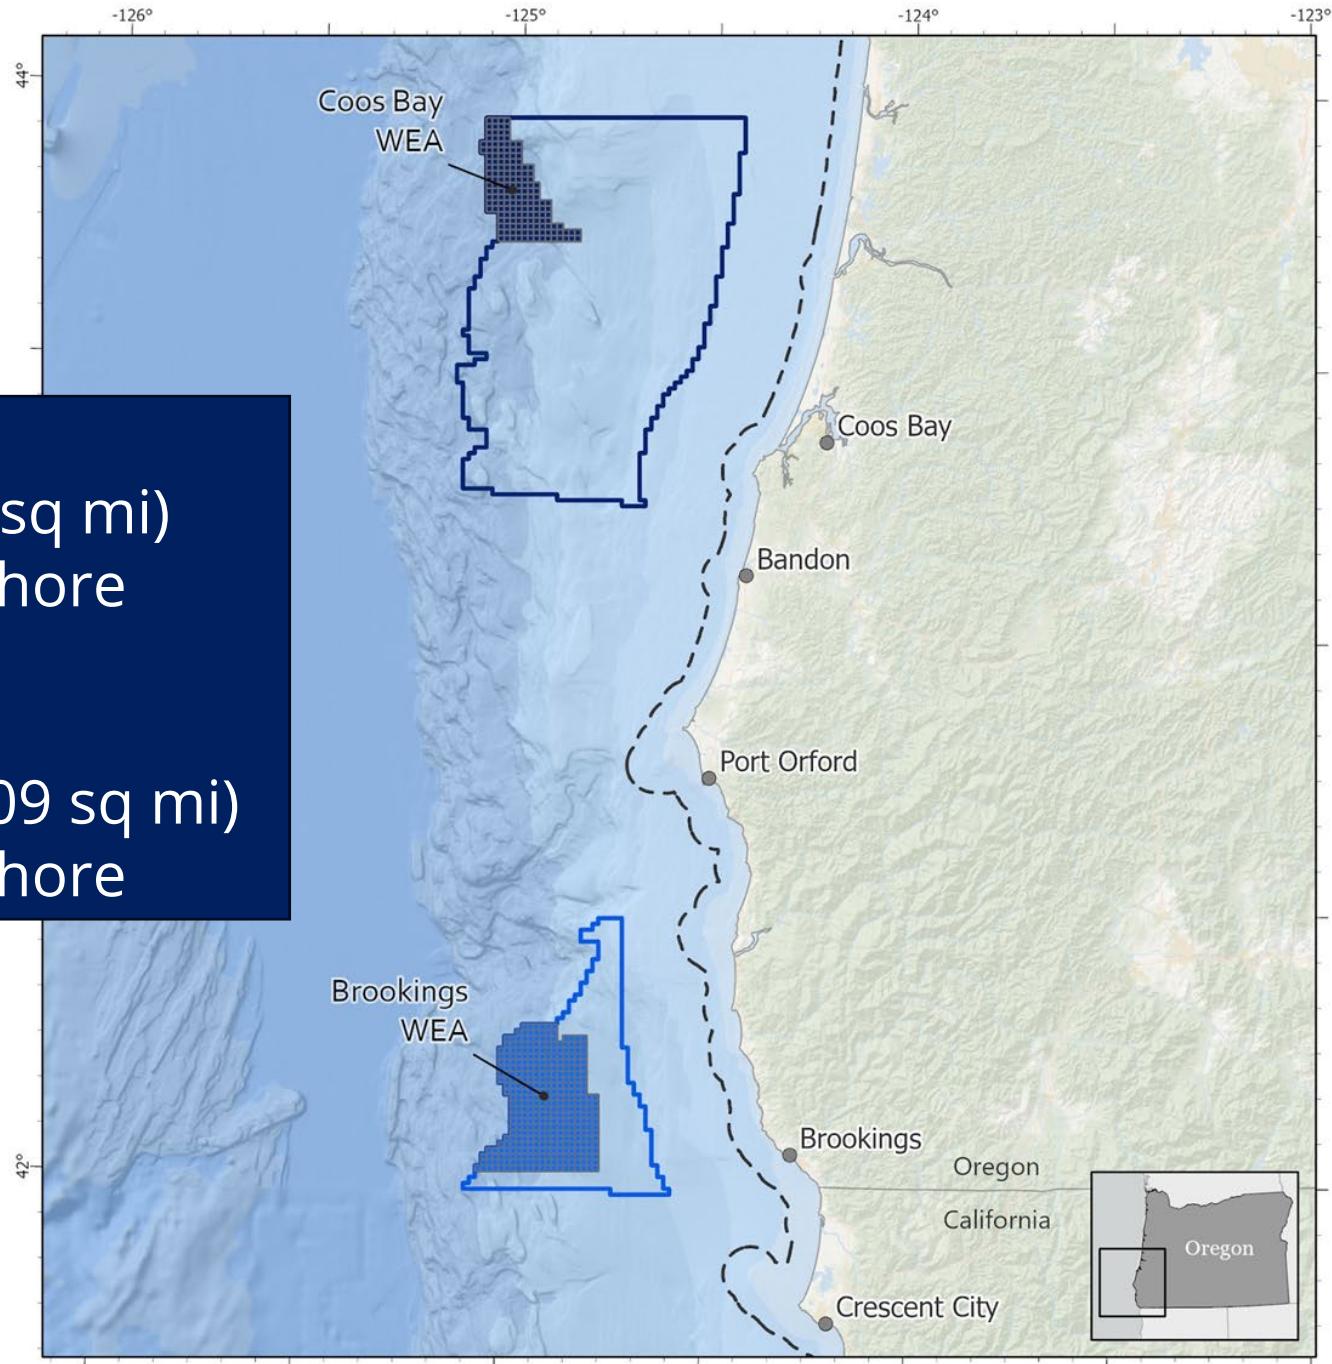 -126°
-125°
-124°
-123°
44°
Coos Bay
WEA
Coos Bay
sq mi)
hore
Bandon
Port Orford
09 sq mi)
hore
Brookings
WEA
Brookings
42°
Oregon
California
Oregon
Crescent City